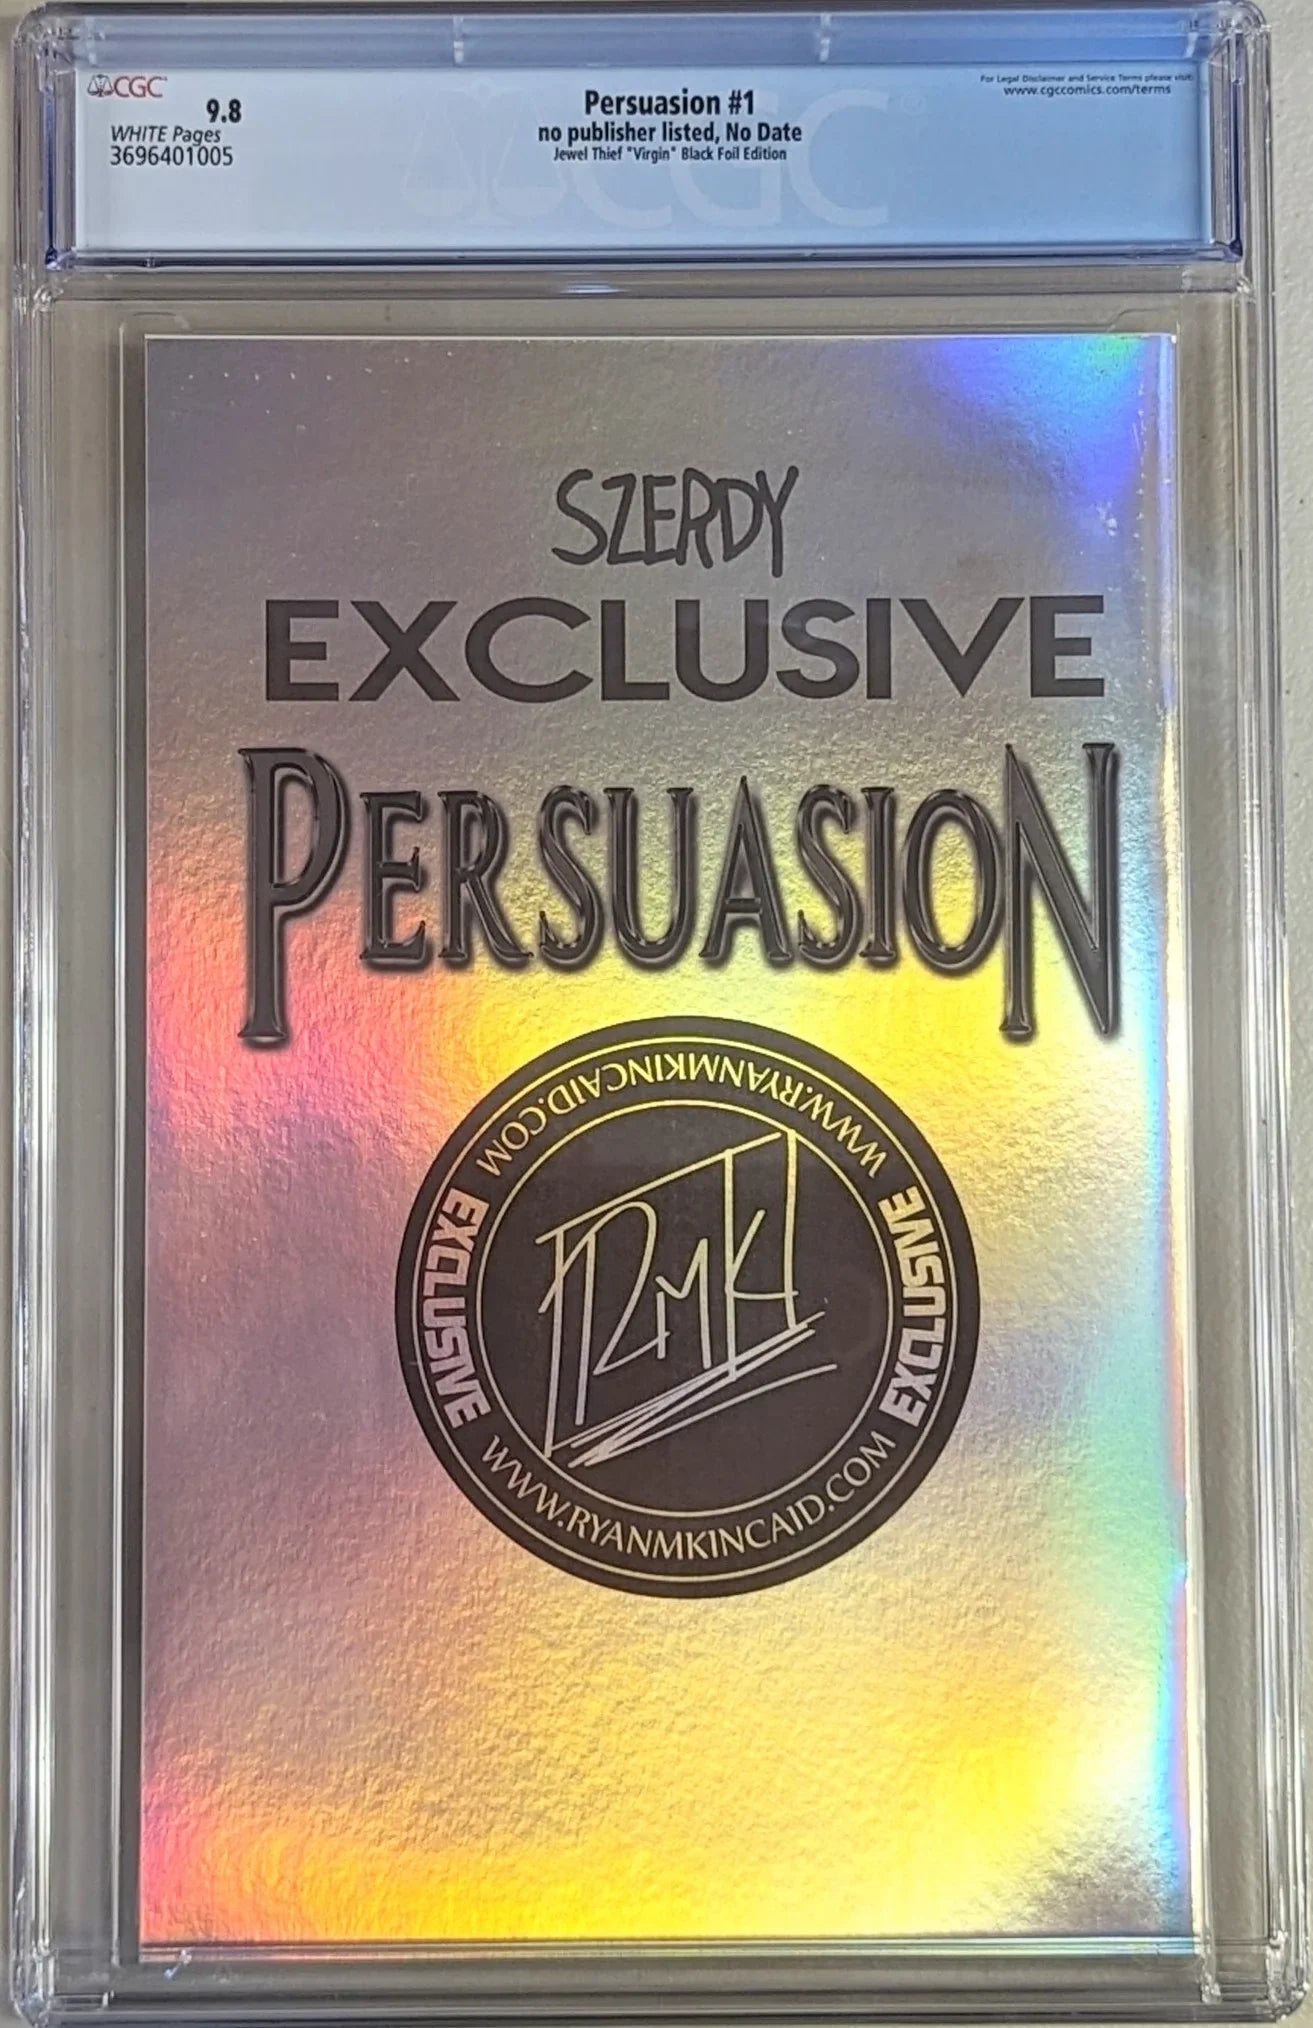 CGC
9.8
WHITE Pages
3696401005
Persuasion #1
no publisher listed, No Date
Jewel Thief "Virgin" Black Foil Edition
For Legal Disclaimer and Service Terms please visit:
www.cgccomics.com/terms
CGC
SZERDY
EXCLUSIVE
PERSUASION
WWW.RYANMKINCAID.COM
EXCLUSIVE
RMK
EXCLUSIVE
WWW.RYANMKINCAID.COM